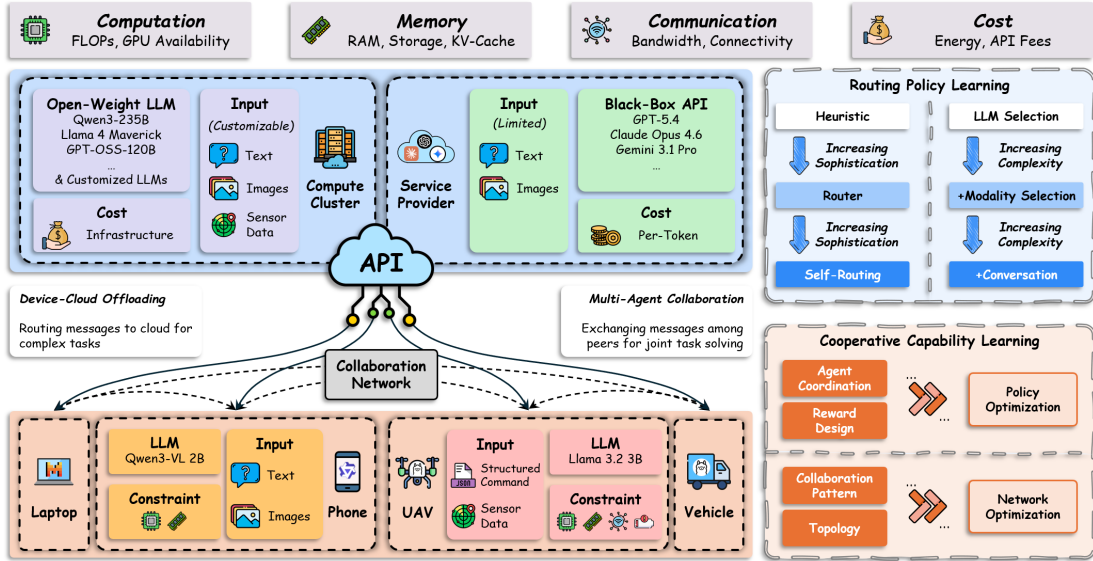 Computation
FLOPs, GPU Availability
Memory
RAM, Storage, KV-Cache
Communication
Bandwidth, Connectivity
Cost
Energy, API Fees
Open-Weight LLM
Qwen3-235B
Llama 4 Maverick
GPT-OSS-120B
...
& Customized LLMs
Cost
Infrastructure
Input
(Customizable)
Text
Images
Sensor
Data
Compute
Cluster
Service
Provider
Input
(Limited)
Text
Images
Black-Box API
GPT-5.4
Claude Opus 4.6
Gemini 3.1 Pro
...
Cost
Per-Token
API
Device-Cloud Offloading
Routing messages to cloud for
complex tasks
Multi-Agent Collaboration
Exchanging messages among
peers for joint task solving
Collaboration
Network
Laptop
LLM
Qwen3-VL 2B
Constraint
Input
Text
Images
Phone
UAV
Input
JSON
Structured
Command
Sensor
Data
LLM
Llama 3.2 3B
Constraint
Vehicle
Routing Policy Learning
Heuristic
Increasing
Sophistication
Router
Increasing
Sophistication
Self-Routing
LLM Selection
Increasing
Complexity
+Modality Selection
Increasing
Complexity
+Conversation
Cooperative Capability Learning
Agent
Coordination
Reward
Design
...
...
Policy
Optimization
Collaboration
Pattern
Topology
...
...
Network
Optimization